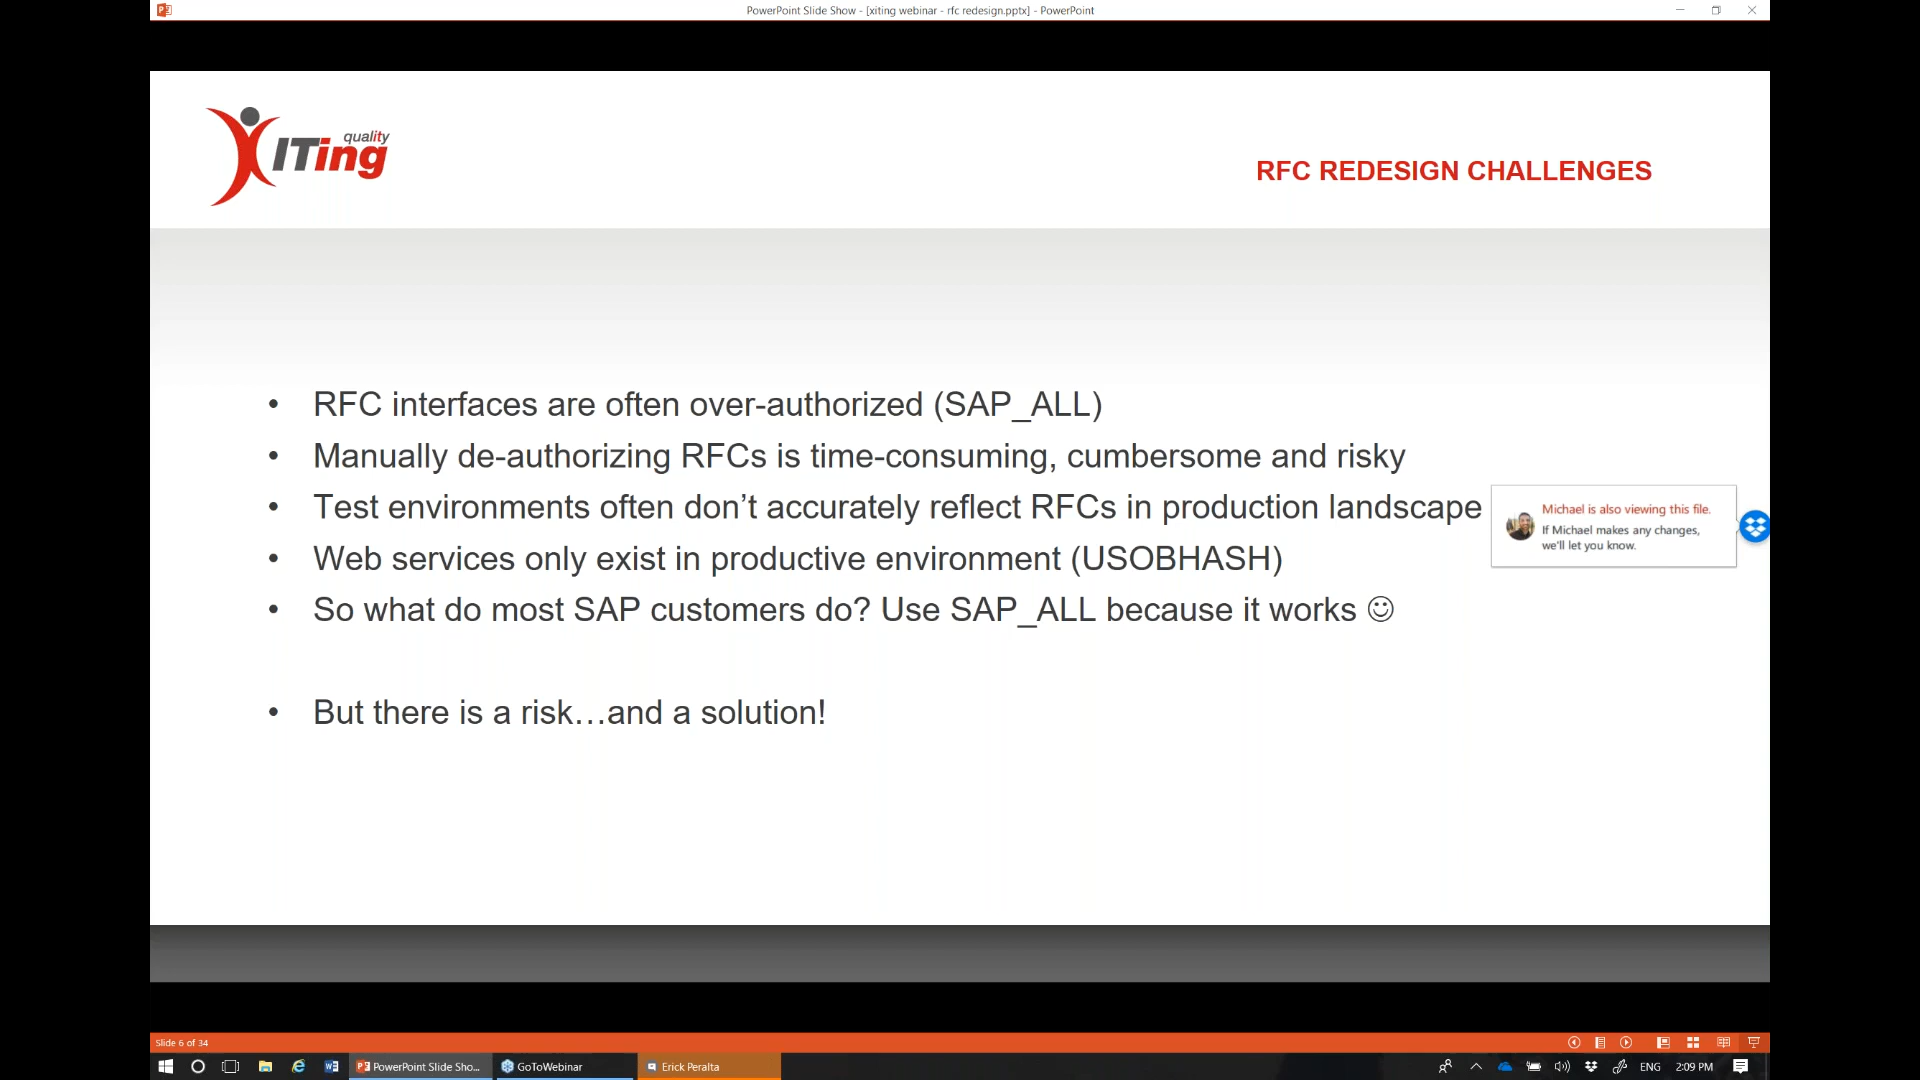 PowerPoint Slide Show - [xiting webinar - rfc redesign.pptx] - PowerPoint
quality
XITing
RFC REDESIGN CHALLENGES
• RFC interfaces are often over-authorized (SAP_ALL)
• Manually de-authorizing RFCs is time-consuming, cumbersome and risky
• Test environments often don’t accurately reflect RFCs in production landscape
• Web services only exist in productive environment (USOBHASH)
• So what do most SAP customers do? Use SAP_ALL because it works ☺
• But there is a risk…and a solution!
Michael is also viewing this file.
If Michael makes any changes,
we'll let you know.
Slide 6 of 34
PowerPoint Slide Sho...
GoToWebinar
Erick Peralta
ENG
2:09 PM